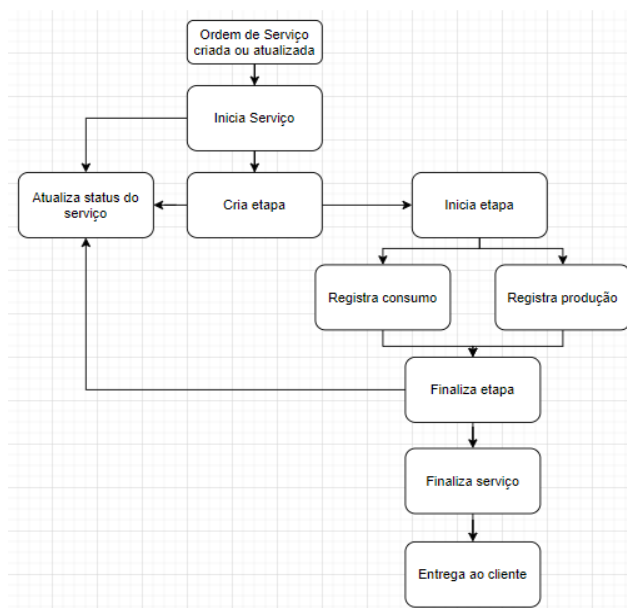 Ordem de Serviço
criada ou atualizada
Inicia Serviço
Atualiza status do
serviço
Cria etapa
Inicia etapa
Registra consumo
Registra produção
Finaliza etapa
Finaliza serviço
Entrega ao cliente